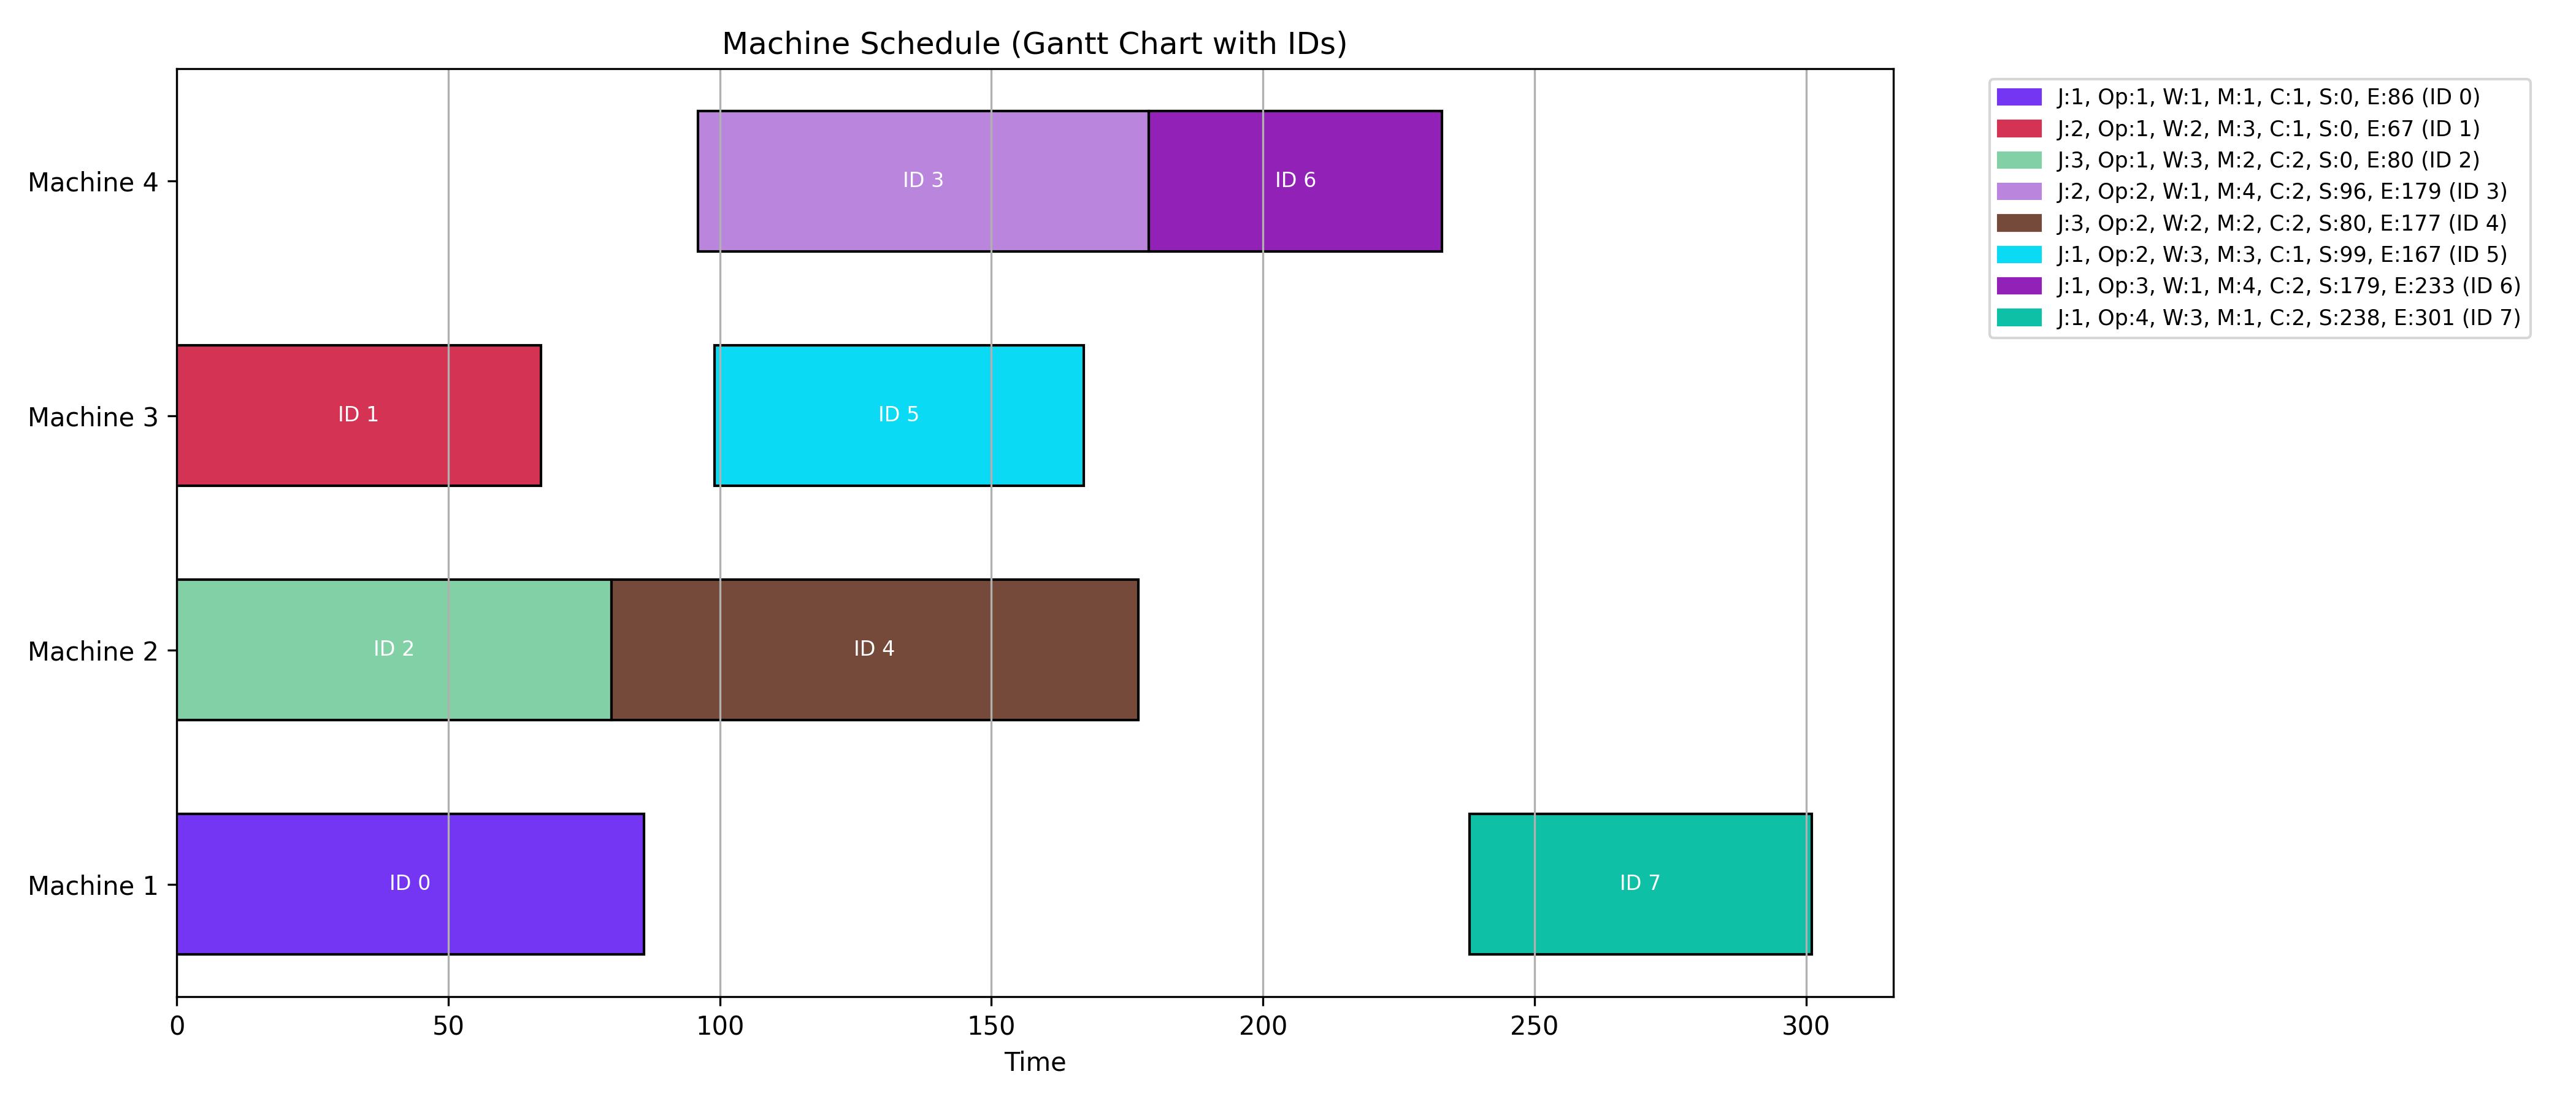 Machine Schedule (Gantt Chart with IDs)
Machine 4
Machine 3
Machine 2
Machine 1
ID 3
ID 6
ID 1
ID 5
ID 2
ID 4
ID 0
ID 7
0 50 100 150 200 250 300
Time
J:1, Op:1, W:1, M:1, C:1, S:0, E:86 (ID 0)
J:2, Op:1, W:2, M:3, C:1, S:0, E:67 (ID 1)
J:3, Op:1, W:3, M:2, C:2, S:0, E:80 (ID 2)
J:2, Op:2, W:1, M:4, C:2, S:96, E:179 (ID 3)
J:3, Op:2, W:2, M:2, C:2, S:80, E:177 (ID 4)
J:1, Op:2, W:3, M:3, C:1, S:99, E:167 (ID 5)
J:1, Op:3, W:1, M:4, C:2, S:179, E:233 (ID 6)
J:1, Op:4, W:3, M:1, C:2, S:238, E:301 (ID 7)